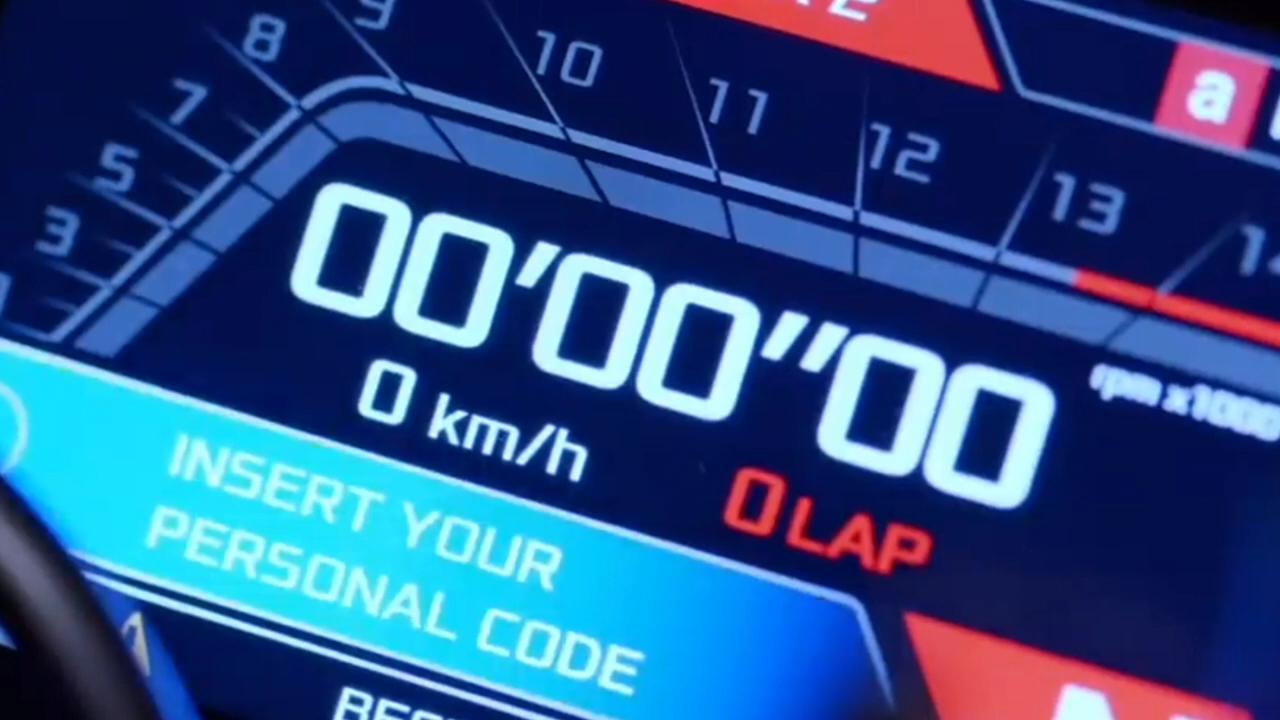 9
8
10
a
7
11
5
12
3
13
00'00"00
rpm x1000
0 km/h
0 LAP
INSERT YOUR
PERSONAL CODE